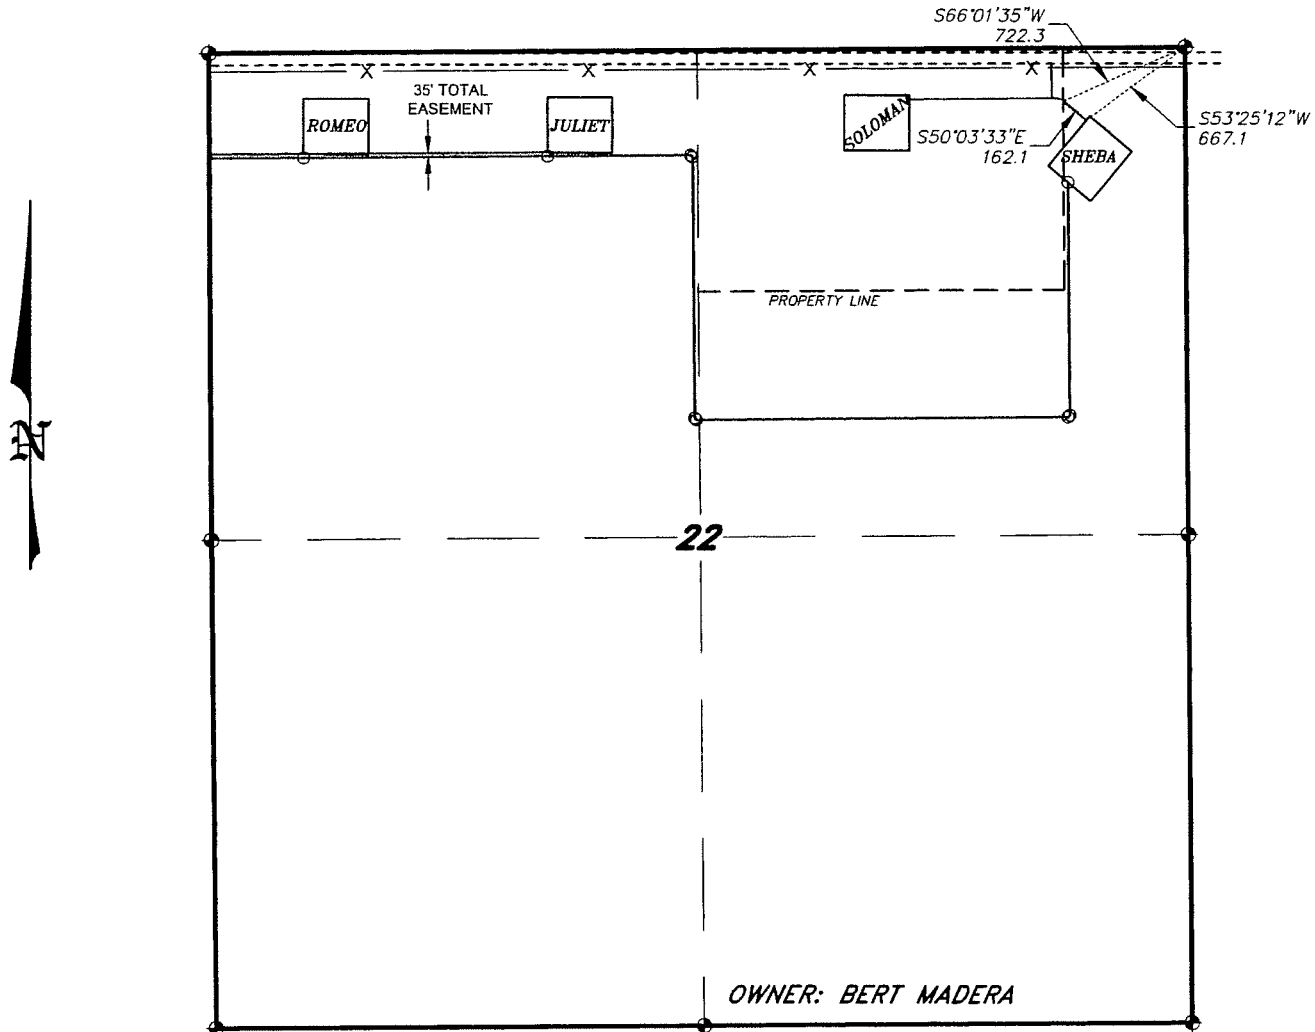 S66°01'35"W
722.3
35' TOTAL
EASEMENT
ROMEO
JULIET
SOLOMAN
S50°03'33"E
162.1
S53°25'12"W
667.1
SHEBA
PROPERTY LINE
N
22
OWNER: BERT MADERA